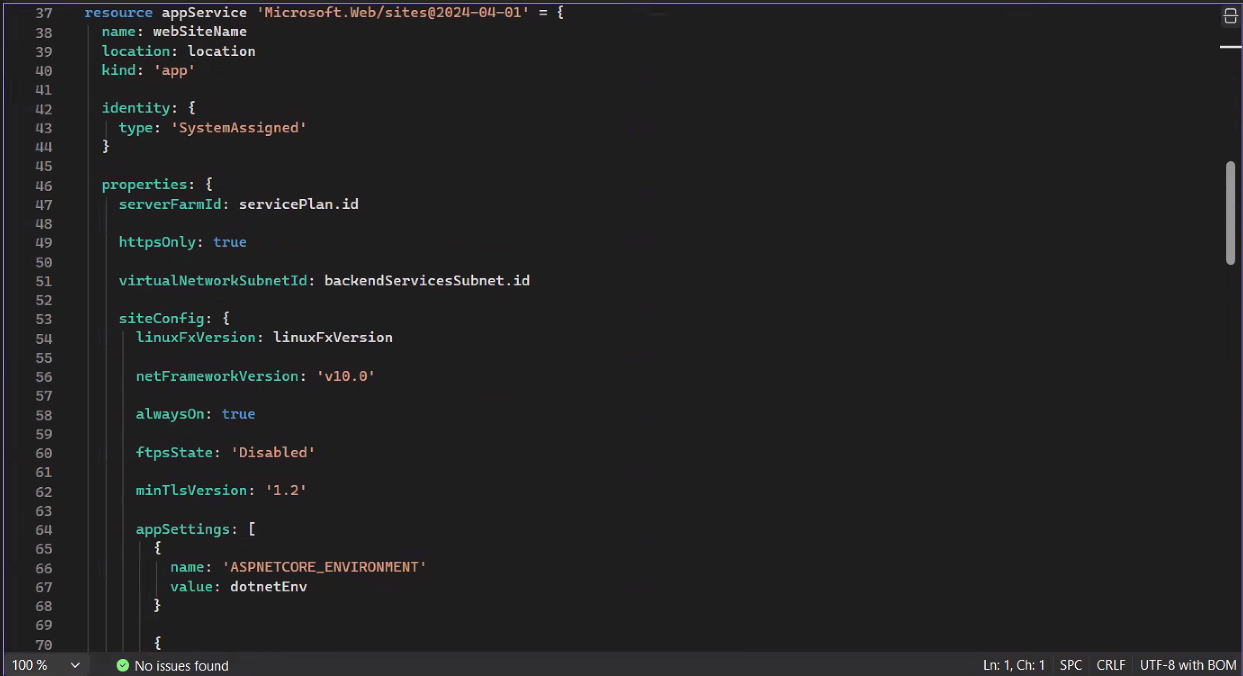 37 resource appService 'Microsoft.Web/sites@2024-04-01' = {
38 name: webSiteName
39 location: location
40 kind: 'app'
41
42 identity: {
43 type: 'SystemAssigned'
44 }
45
46 properties: {
47 serverFarmId: servicePlan.id
48
49 httpsOnly: true
50
51 virtualNetworkSubnetId: backendServicesSubnet.id
52
53 siteConfig: {
54 linuxFxVersion: linuxFxVersion
55
56 netFrameworkVersion: 'v10.0'
57
58 alwaysOn: true
59
60 ftpsState: 'Disabled'
61
62 minTlsVersion: '1.2'
63
64 appSettings: [
65 {
66 name: 'ASPNETCORE_ENVIRONMENT'
67 value: dotnetEnv
68 }
69
70 {
100 % No issues found Ln: 1, Ch: 1 SPC CRLF UTF-8 with BOM